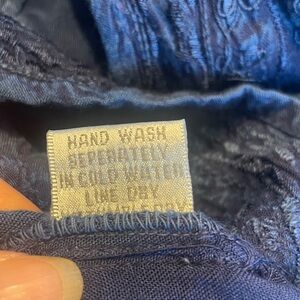 HAND WASH
SEPERATELY
IN COLD WATER
LINE DRY